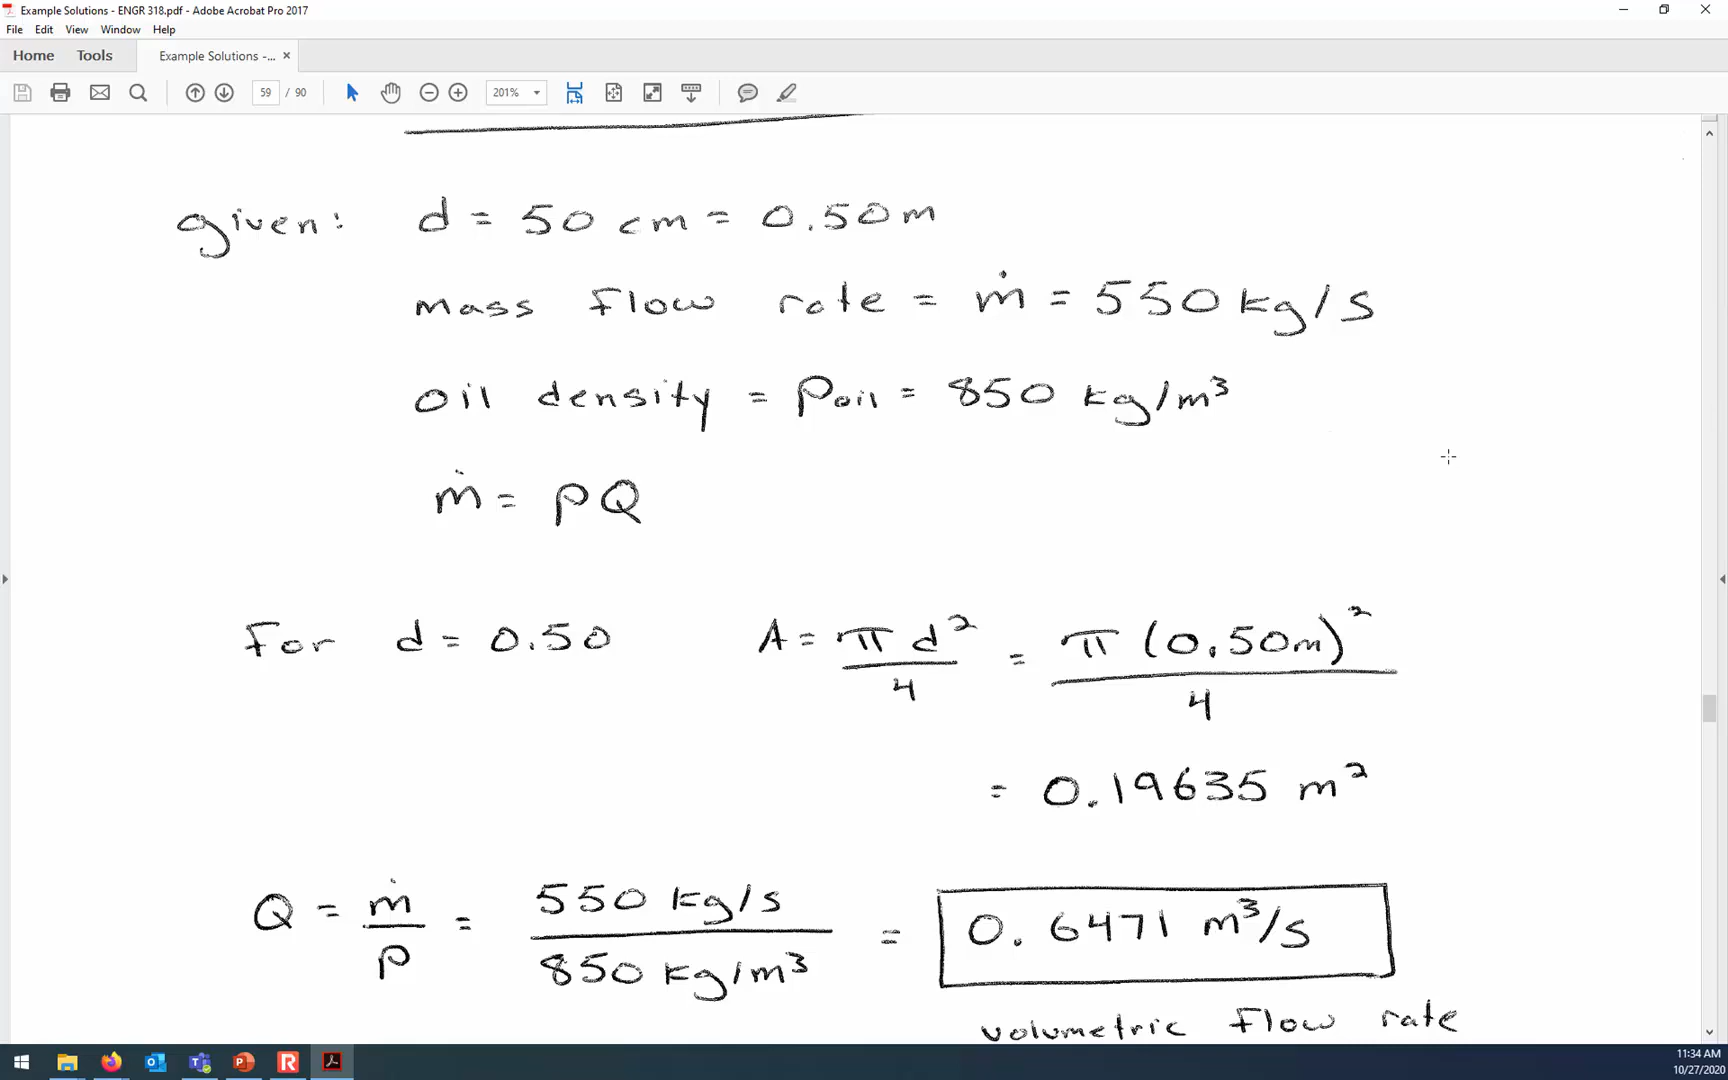 Example Solutions - ENGR 318.pdf - Adobe Acrobat Pro 2017
File Edit View Window Help
Home Tools Example Solutions -... ×
59 / 90 201%
given: d = 50 cm = 0.50m
mass flow rate = ṁ = 550 kg/s
oil density = ρoil = 850 kg/m³
ṁ = ρQ
For d = 0.50 A = π d²/4 = π (0.50m)²/4
= 0.19635 m²
Q = ṁ/ρ = 550 kg/s / 850 kg/m³ = 0.6471 m³/s
volumetric flow rate
11:34 AM
10/27/2020